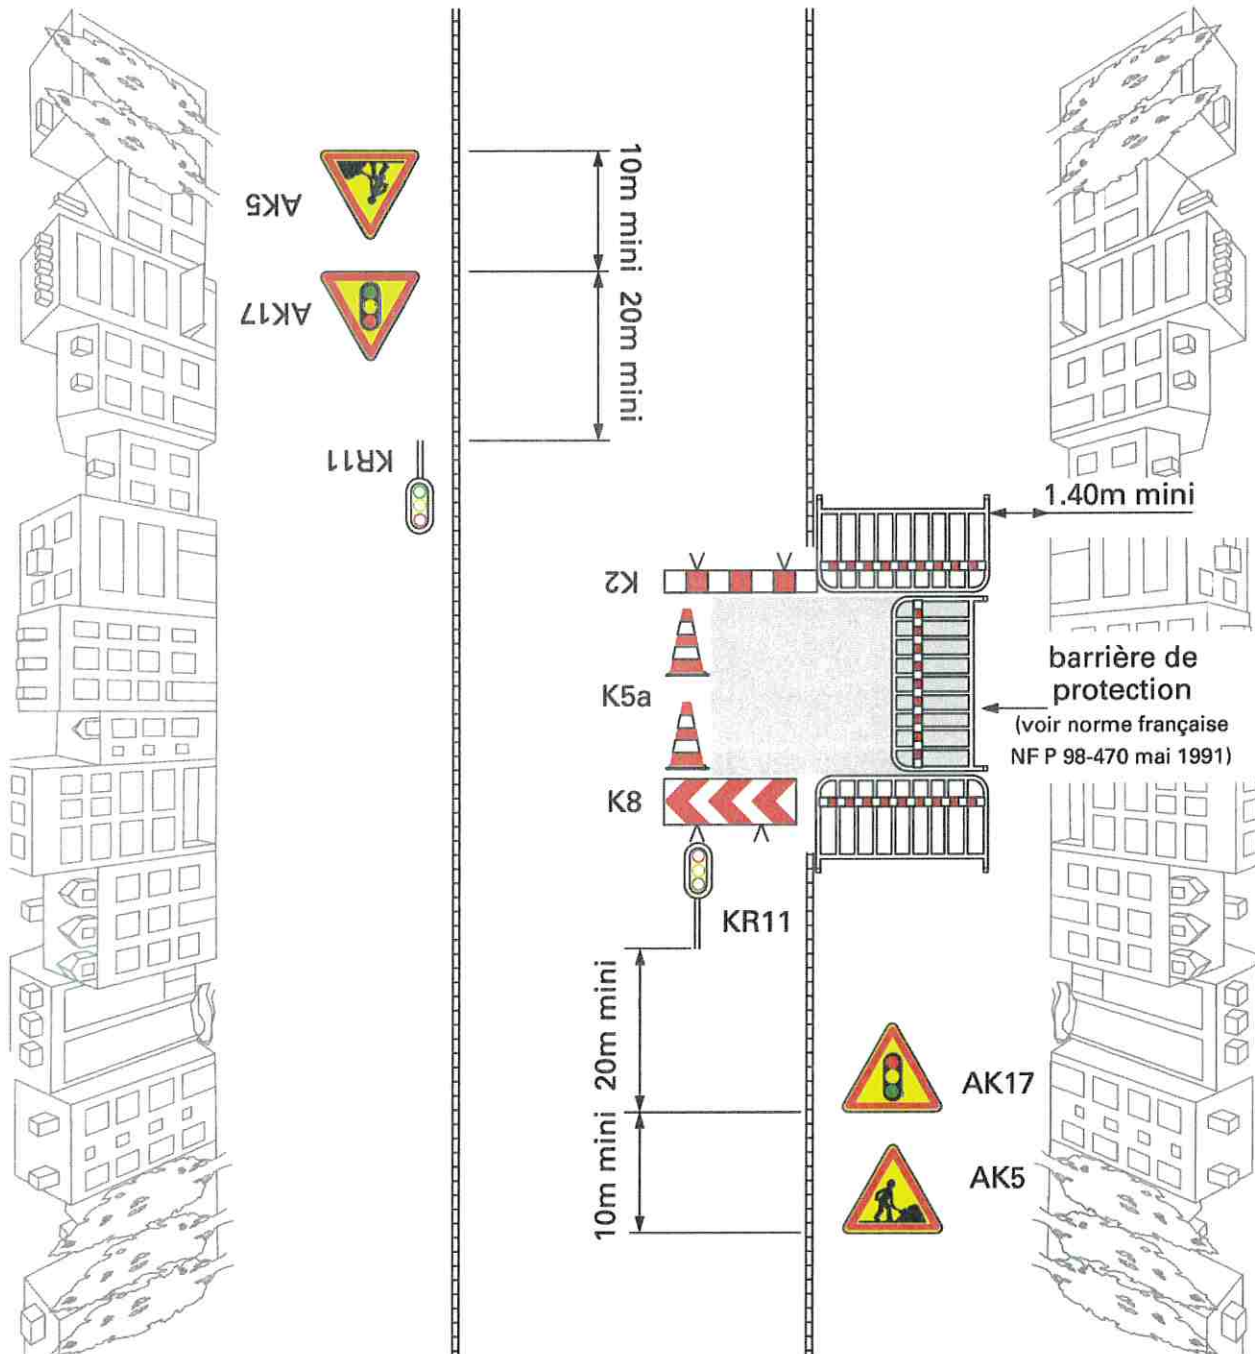 AK5
10m mini
AK17
20m mini
KR11
1.40m mini
K2
K5a
barrière de
protection
(voir norme française
NF P 98-470 mai 1991)
K8
KR11
20m mini
AK17
10m mini
AK5